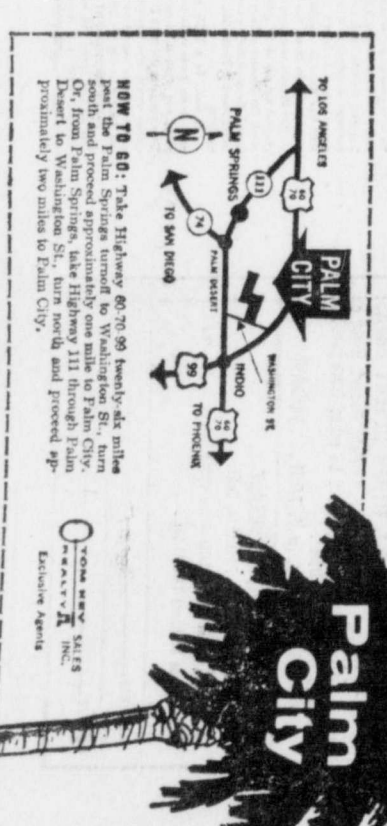 TO LOS ANGELES
60
70
PALM
CITY
PALM SPRINGS
111
N
74
TO SAN DIEGO
PALM DESERT
WASHINGTON ST.
INDIO
99
60
70
TO PHOENIX
HOW TO GO: Take Highway 60-70-99 twenty-six miles
past the Palm Springs turnoff to Washington St., turn
south and proceed approximately one mile to Palm City.
Or, from Palm Springs, take Highway 111 through Palm
Desert to Washington St., turn north and proceed ap-
proximately two miles to Palm City.
TOM KEY SALES
REALTY INC.
Exclusive Agents
Palm
City